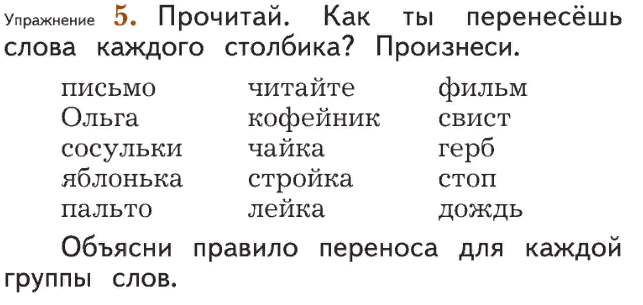 Упражнение 5. Прочитай. Как ты перенесёшь
слова каждого столбика? Произнеси.
письмо читайте фильм
Ольга кофейник свист
сосульки чайка герб
яблонька стройка стоп
пальто лейка дождь
Объясни правило переноса для каждой
группы слов.